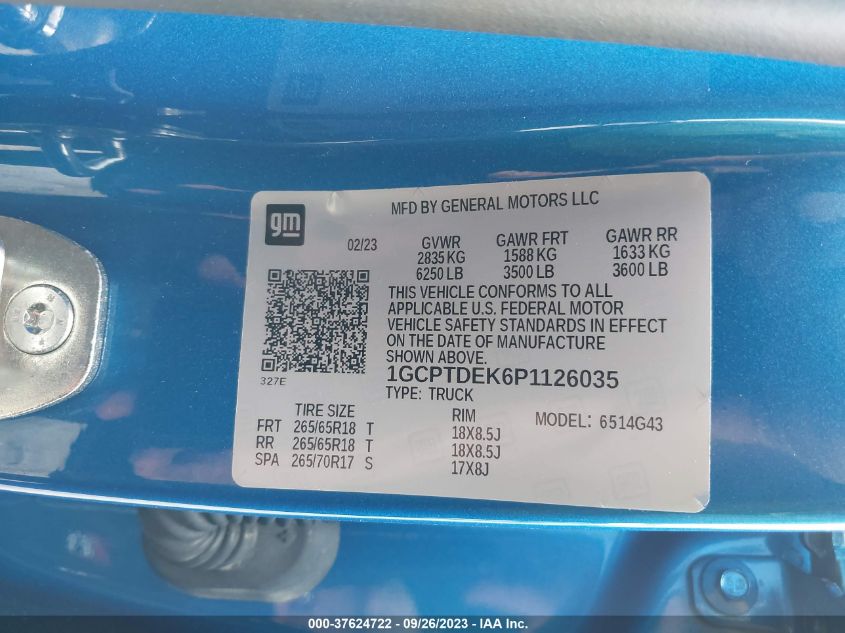 MFD BY GENERAL MOTORS LLC
gm
02/23
GVWR GAWR FRT GAWR RR
2835 KG 1588 KG 1633 KG
6250 LB 3500 LB 3600 LB
THIS VEHICLE CONFORMS TO ALL
APPLICABLE U.S. FEDERAL MOTOR
VEHICLE SAFETY STANDARDS IN EFFECT
ON THE DATE OF MANUFACTURE
SHOWN ABOVE.
327E
1GCPTDEK6P1126035
TYPE: TRUCK
TIRE SIZE RIM MODEL: 6514G43
FRT 265/65R18 T 18X8.5J
RR 265/65R18 T 18X8.5J
SPA 265/70R17 S 17X8J
000-37624722 - 09/26/2023 - IAA Inc.